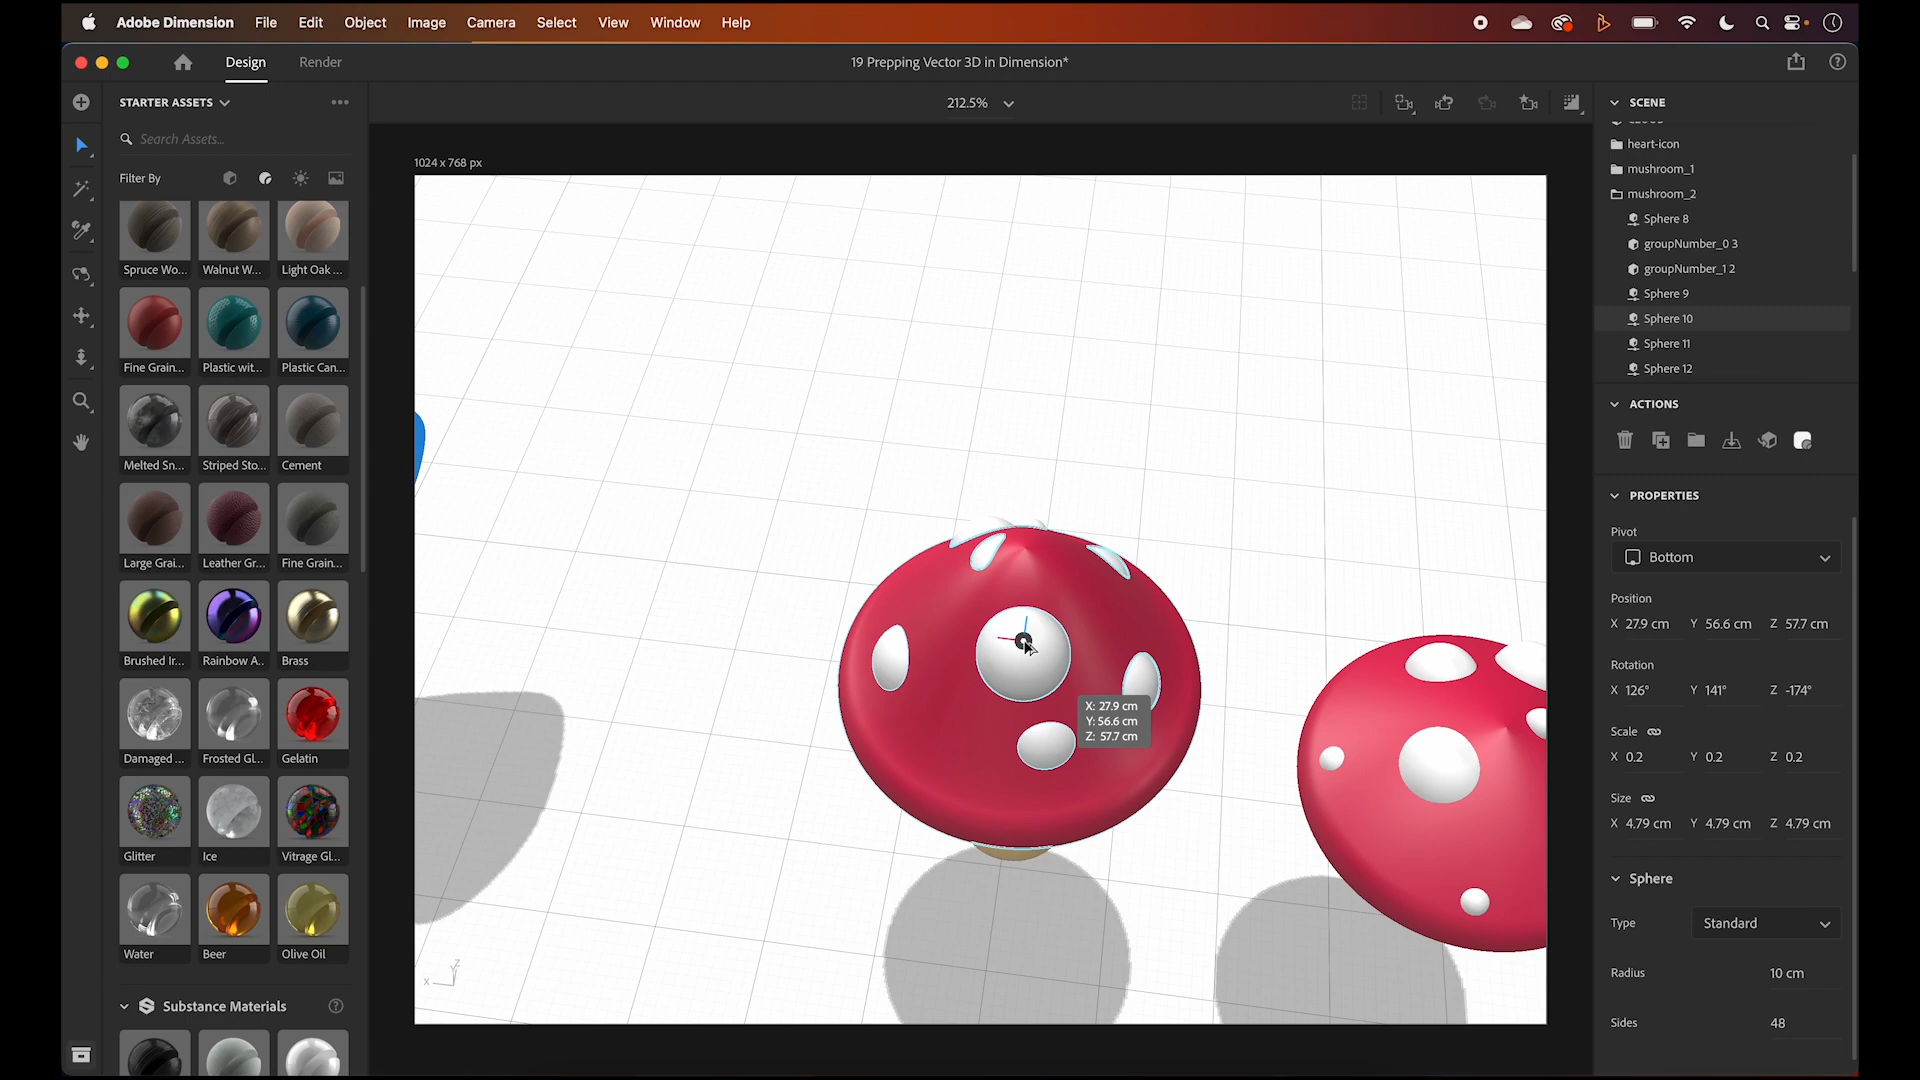 Adobe Dimension File Edit Object Image Camera Select View Window Help
Design Render 19 Prepping Vector 3D in Dimension*
STARTER ASSETS
Search Assets...
Filter By
Spruce Wo... Walnut W... Light Oak ...
Fine Grain... Plastic wit... Plastic Can...
Melted Sn... Striped Sto... Cement
Large Grai... Leather Gr... Fine Grain...
Brushed Ir... Rainbow A.. Brass
Damaged ... Frosted Gl... Gelatin
Glitter Ice Vitrage Gl...
Water Beer Olive Oil
Substance Materials
212.5%
1024 x 768 px
X: 27.9 cm
Y: 56.6 cm
Z: 57.7 cm
X Y Z
SCENE
heart-icon
mushroom_1
mushroom_2
Sphere 8
groupNumber_0 3
groupNumber_1 2
Sphere 9
Sphere 10
Sphere 11
Sphere 12
ACTIONS
PROPERTIES
Pivot
Bottom
Position
X 27.9 cm Y 56.6 cm Z 57.7 cm
Rotation
X 126° Y 141° Z -174°
Scale
X 0.2 Y 0.2 Z 0.2
Size
X 4.79 cm Y 4.79 cm Z 4.79 cm
Sphere
Type Standard
Radius 10 cm
Sides 48